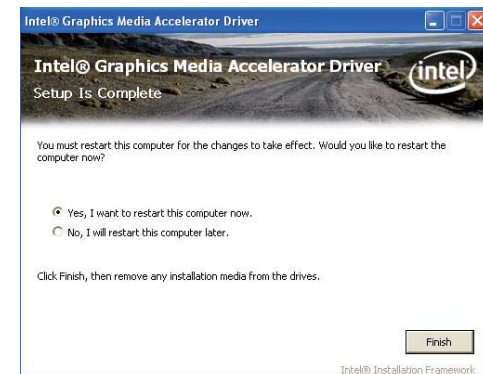 Intel® Graphics Media Accelerator Driver
Intel® Graphics Media Accelerator Driver
Setup Is Complete
intel
You must restart this computer for the changes to take effect. Would you like to restart the
computer now?
Yes, I want to restart this computer now.
No, I will restart this computer later.
Click Finish, then remove any installation media from the drives.
Finish
Intel® Installation Framework